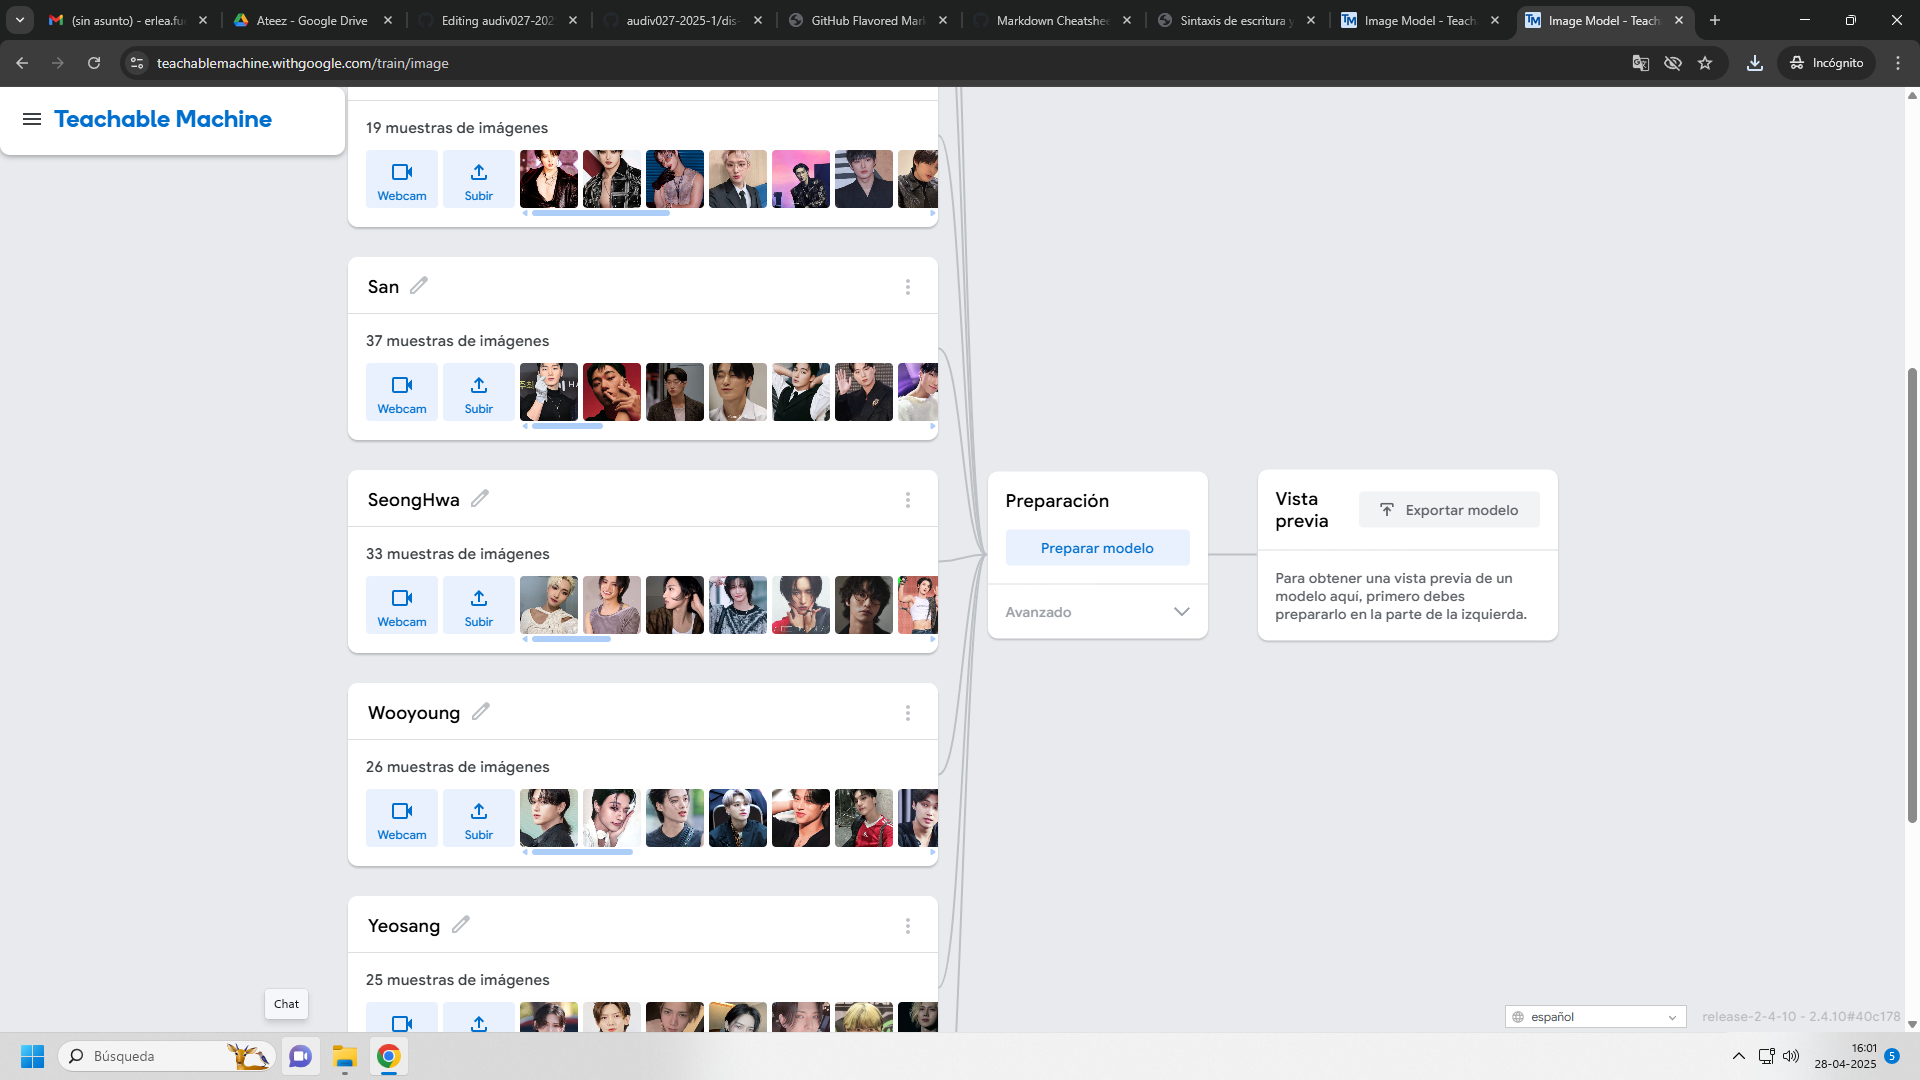 (sin asunto) - erlea.fu
Ateez - Google Drive
Editing audiv027-202
audiv027-2025-1/dis-
GitHub Flavored Mar
Markdown Cheatshee
Sintaxis de escritura y
Image Model - Teach
Image Model - Teach
teachablemachine.withgoogle.com/train/image
Incógnito
Teachable Machine
19 muestras de imágenes
Webcam
Subir
San
37 muestras de imágenes
Webcam
Subir
SeongHwa
33 muestras de imágenes
Webcam
Subir
Preparación
Preparar modelo
Avanzado
Vista previa
Exportar modelo
Para obtener una vista previa de un
modelo aquí, primero debes
prepararlo en la parte de la izquierda.
Wooyoung
26 muestras de imágenes
Webcam
Subir
Yeosang
25 muestras de imágenes
Chat
español
release-2-4-10 - 2.4.10#40c178
Búsqueda
16:01
28-04-2025
5